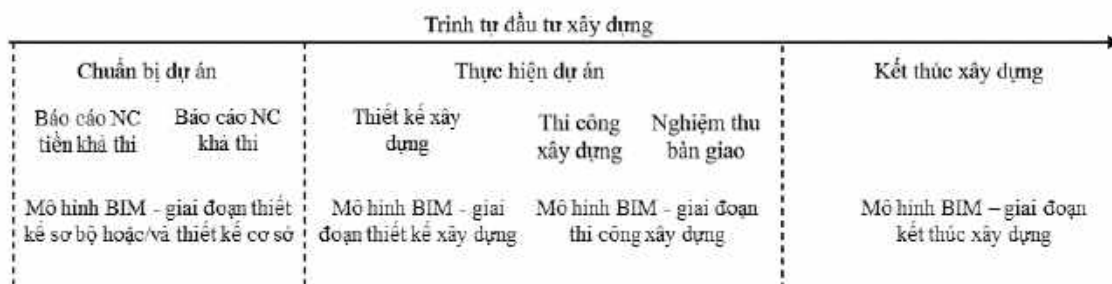 Trình tự đầu tư xây dựng
Chuẩn bị dự án
Thực hiện dự án
Kết thúc xây dựng
Báo cáo NC
tiền khả thi
Báo cáo NC
khả thi
Thiết kế xây
dựng
Thi công
xây dựng
Nghiệm thu
bàn giao
Mô hình BIM - giai đoạn thiết
kế sơ bộ hoặc/và thiết kế cơ sở
Mô hình BIM - giai
đoạn thiết kế xây dựng
Mô hình BIM - giai đoạn
thi công xây dựng
Mô hình BIM – giai đoạn
kết thúc xây dựng